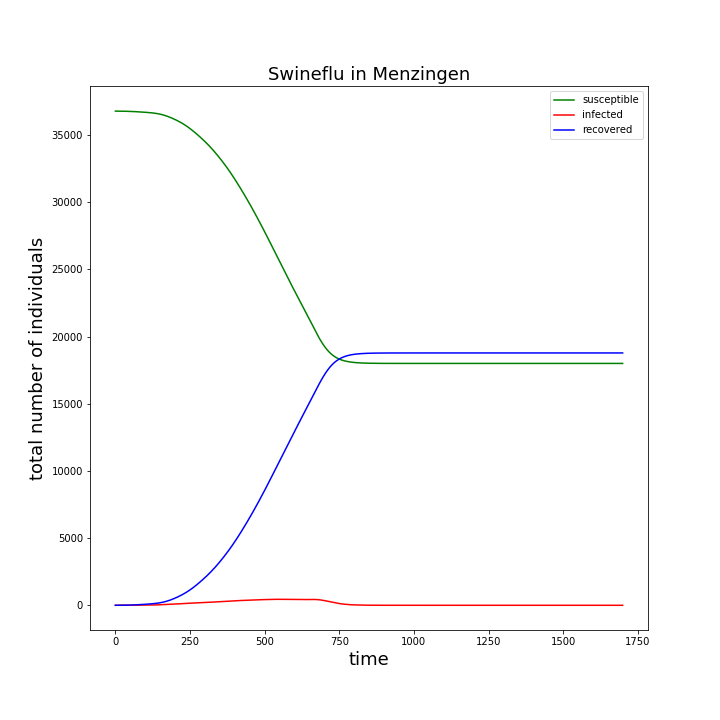 Swineflu in Menzingen
susceptible
infected
recovered
total number of individuals
35000
30000
25000
20000
15000
10000
5000
0
0 250 500 750 1000 1250 1500 1750
time